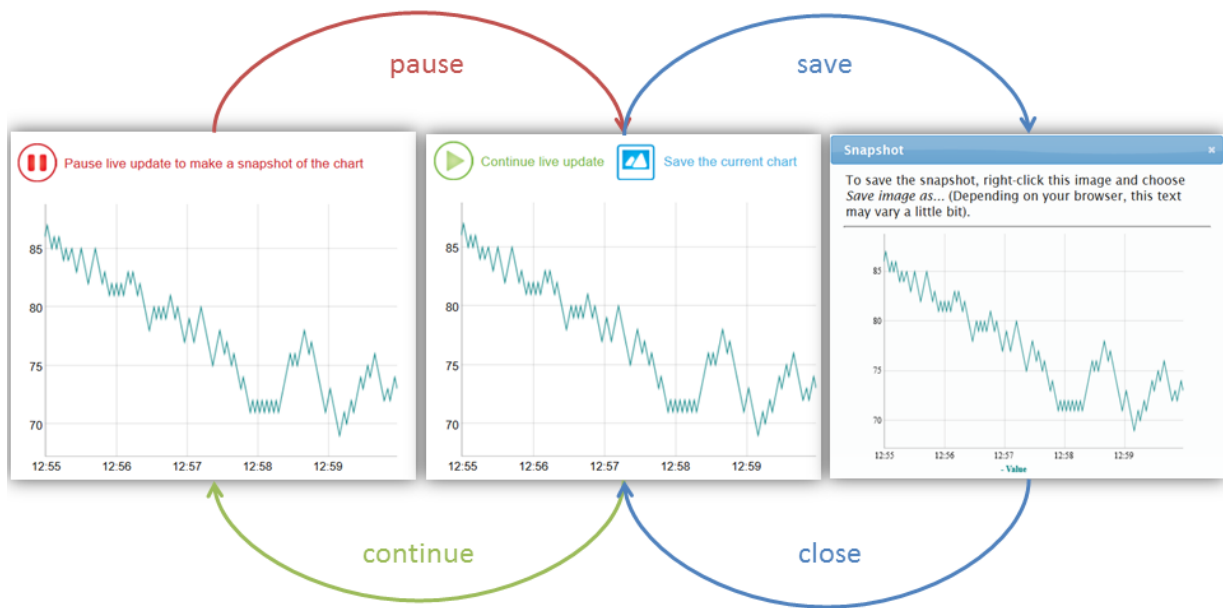 pause
save
Pause live update to make a snapshot of the chart
Continue live update
Save the current chart
Snapshot
×
To save the snapshot, right-click this image and choose
Save image as... (Depending on your browser, this text
may vary a little bit).
85
80
75
70
12:55 12:56 12:57 12:58 12:59
85
80
75
70
12:55 12:56 12:57 12:58 12:59
85
80
75
70
12:55 12:56 12:57 12:58 12:59
- Value
continue
close